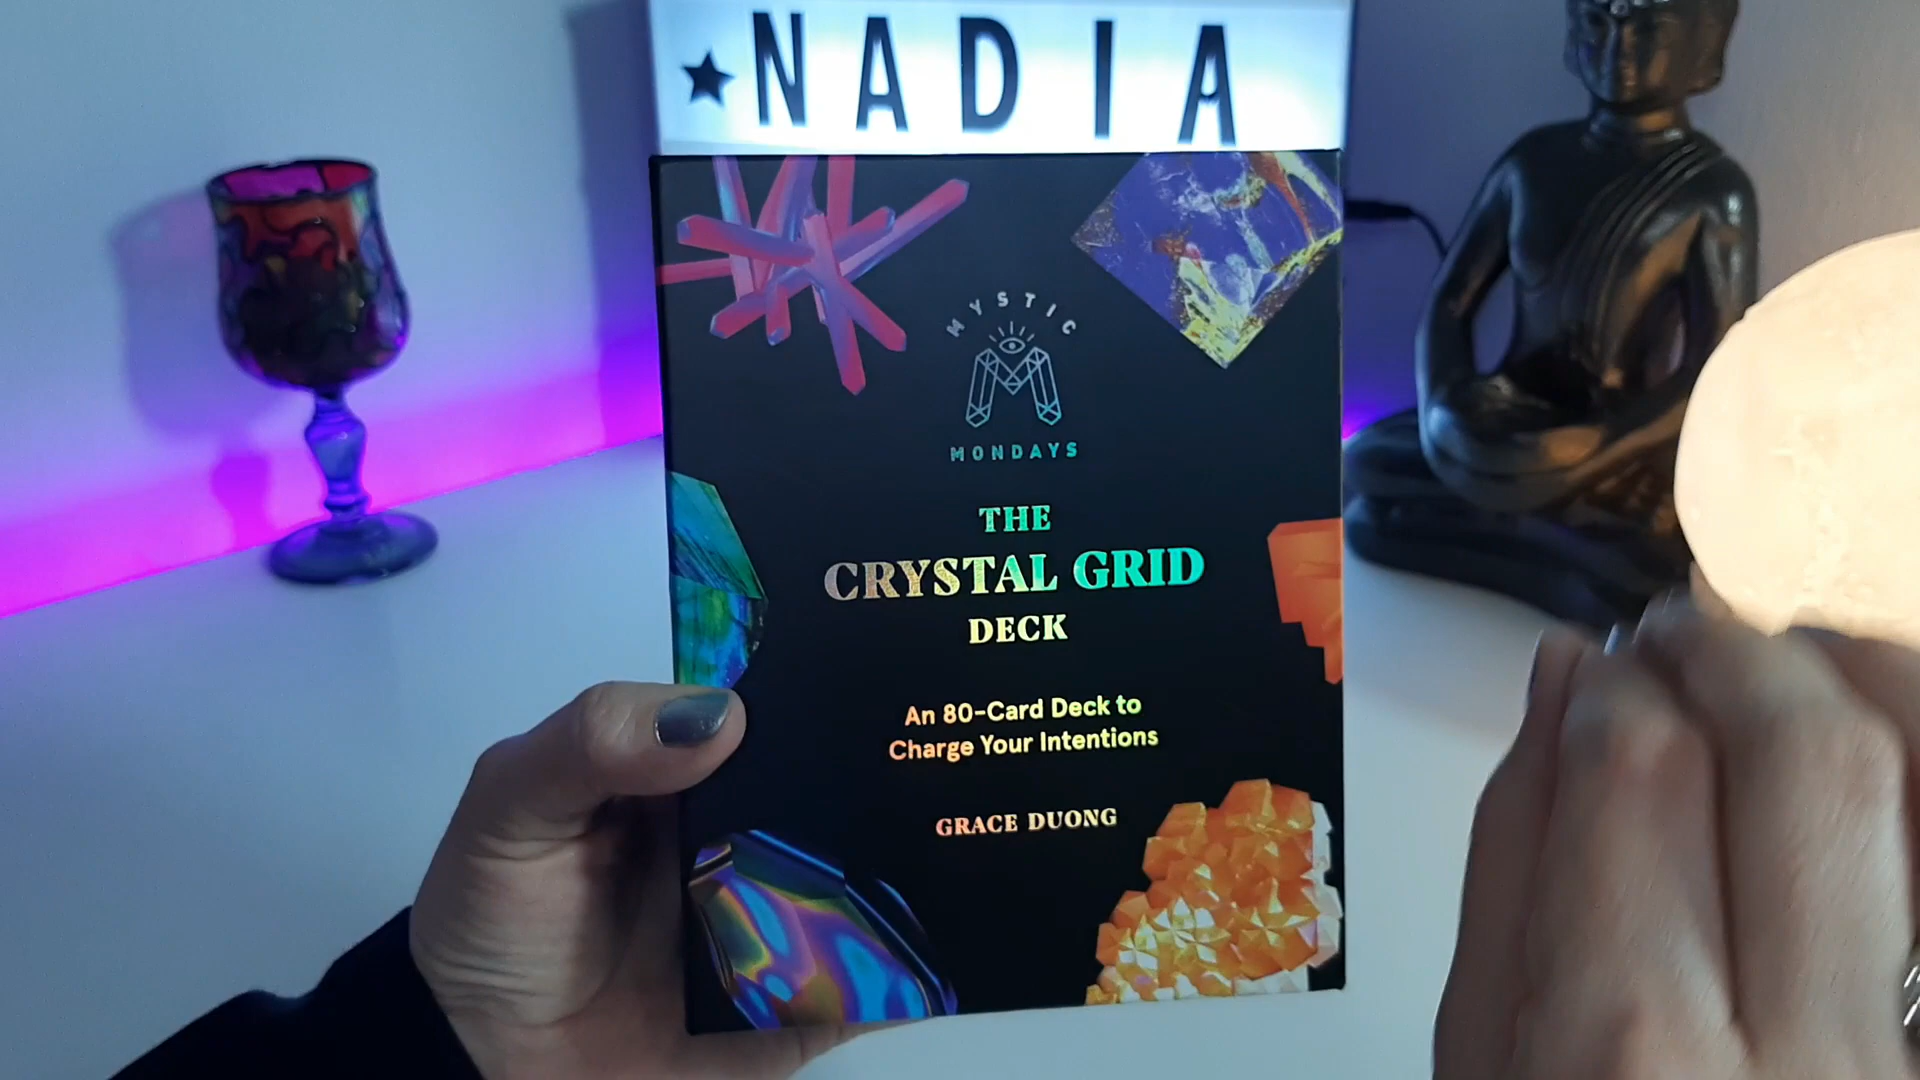 ★NADIA
MYSTIC
M
MONDAYS
THE
CRYSTAL GRID
DECK
An 80-Card Deck to
Charge Your Intentions
GRACE DUONG